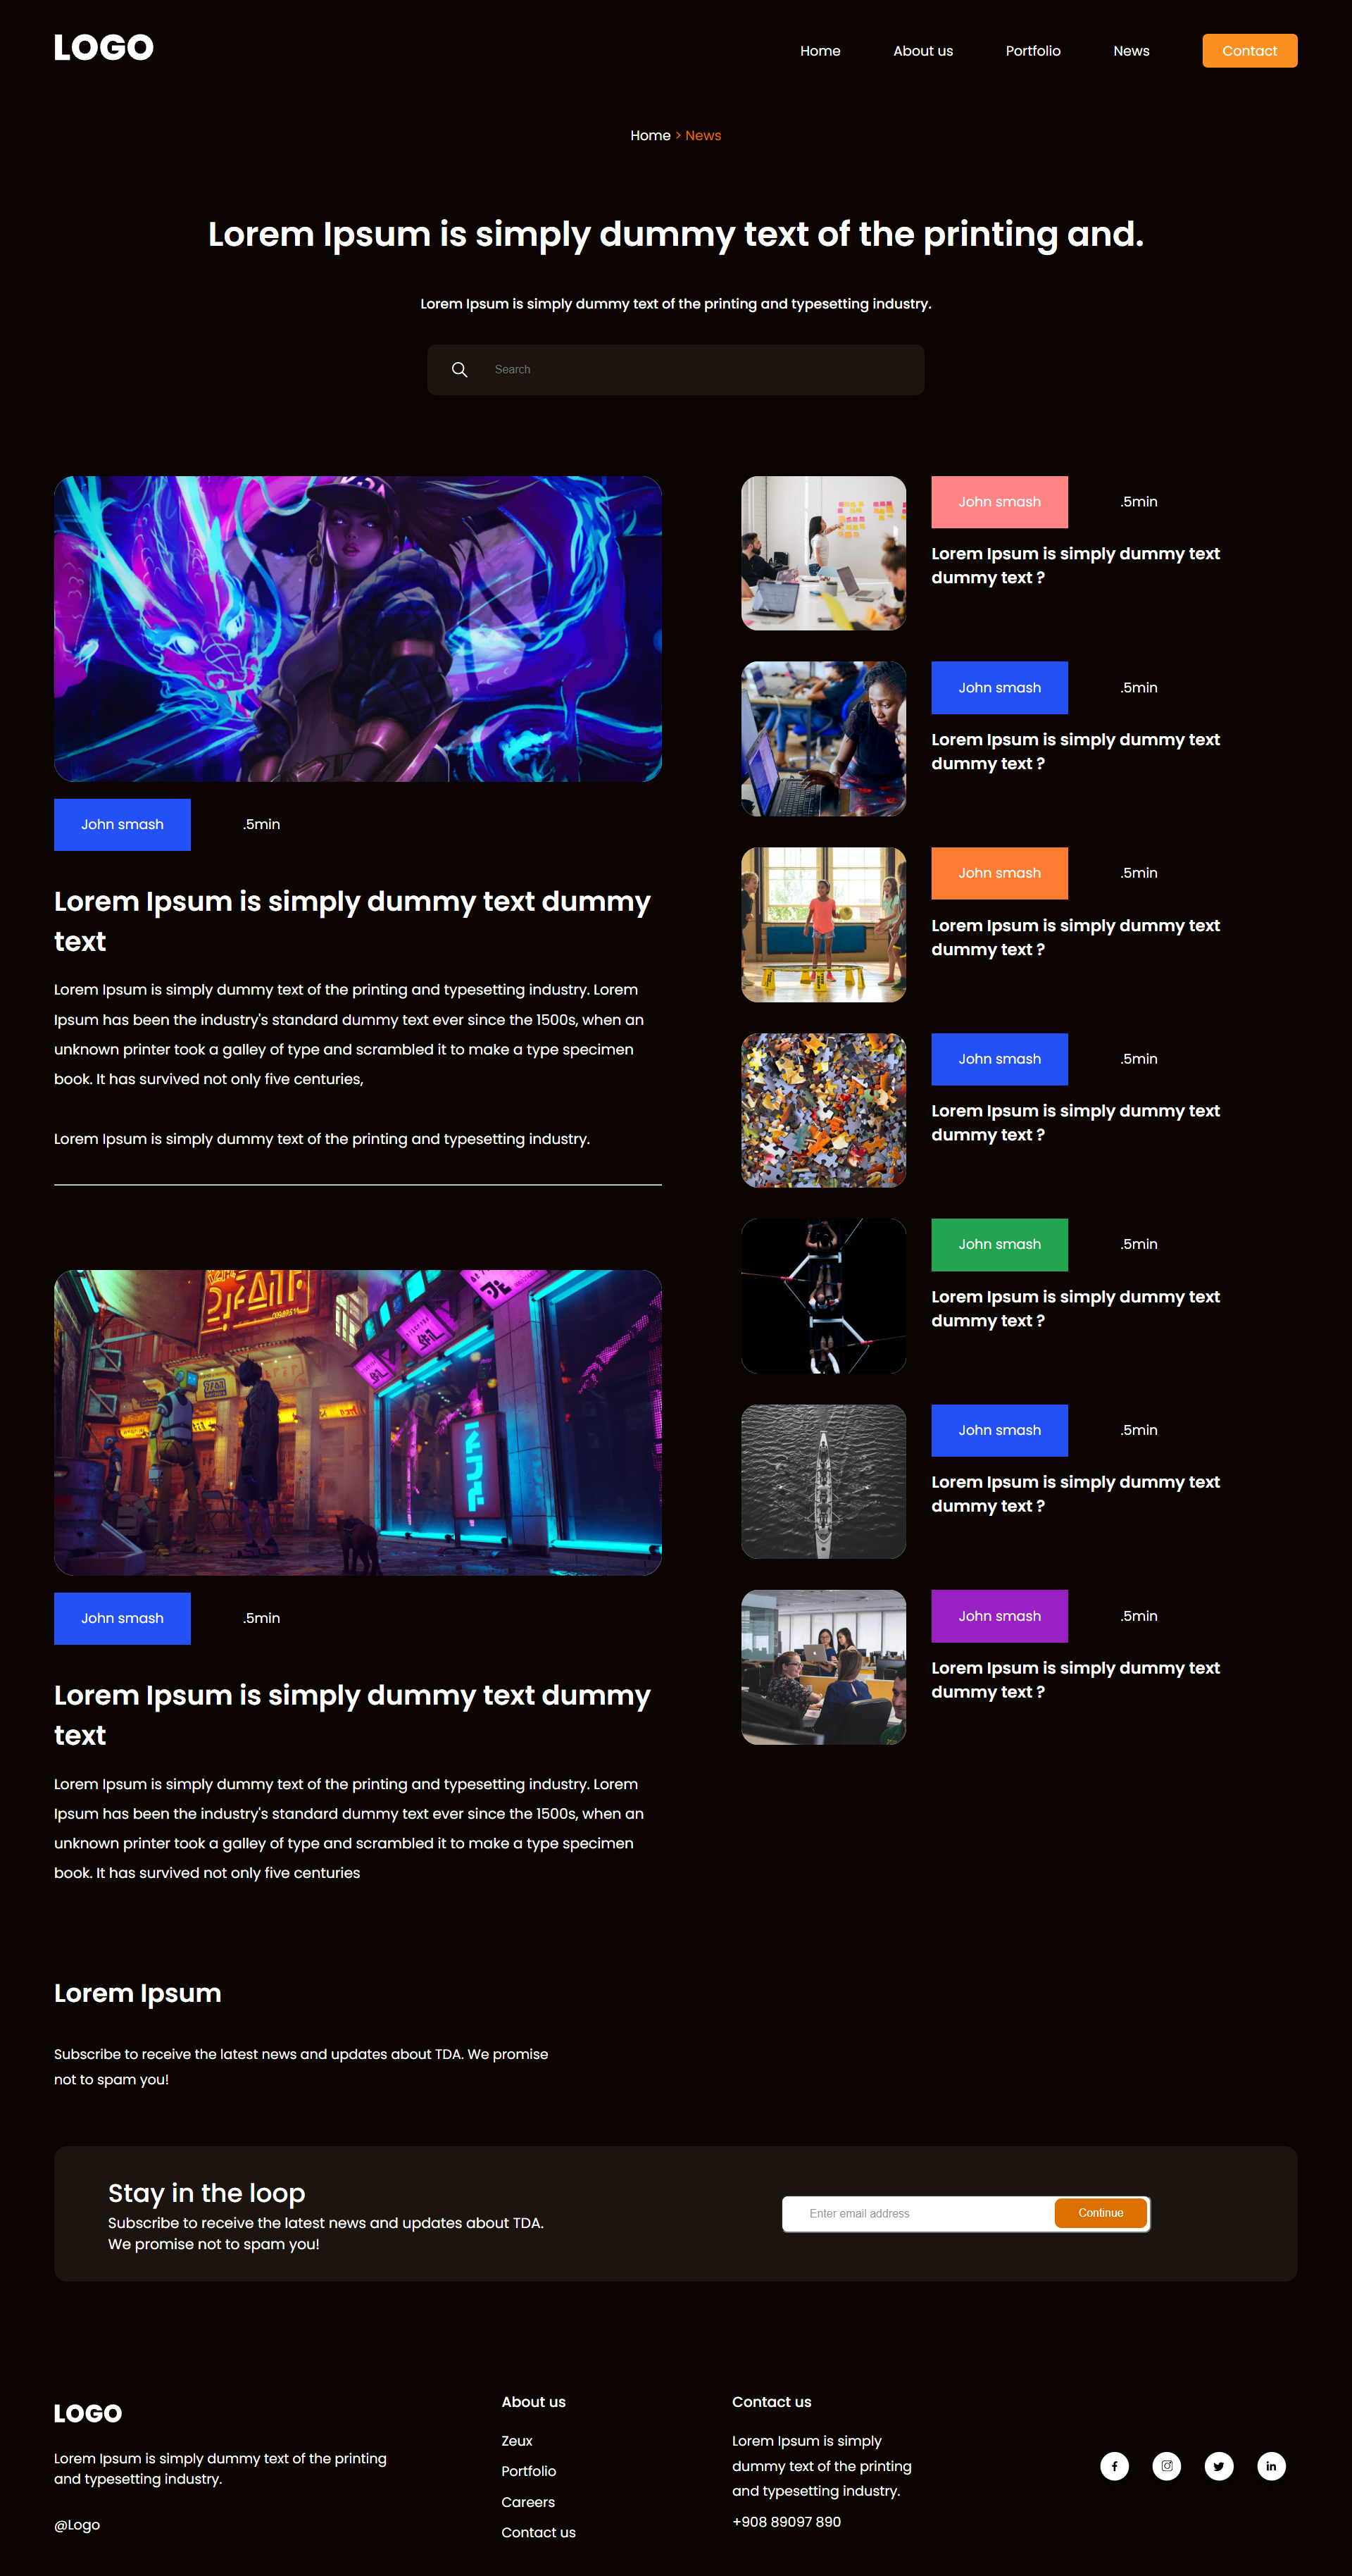 LOGO
Home About us Portfolio News Contact
Home > News
Lorem Ipsum is simply dummy text of the printing and.
Lorem Ipsum is simply dummy text of the printing and typesetting industry.
Search
John smash .5min
Lorem Ipsum is simply dummy text dummy
text
Lorem Ipsum is simply dummy text of the printing and typesetting industry. Lorem
Ipsum has been the industry's standard dummy text ever since the 1500s, when an
unknown printer took a galley of type and scrambled it to make a type specimen
book. It has survived not only five centuries,
Lorem Ipsum is simply dummy text of the printing and typesetting industry.
John smash .5min
Lorem Ipsum is simply dummy text dummy
text
Lorem Ipsum is simply dummy text of the printing and typesetting industry. Lorem
Ipsum has been the industry's standard dummy text ever since the 1500s, when an
unknown printer took a galley of type and scrambled it to make a type specimen
book. It has survived not only five centuries
John smash .5min
Lorem Ipsum is simply dummy text
dummy text ?
John smash .5min
Lorem Ipsum is simply dummy text
dummy text ?
John smash .5min
Lorem Ipsum is simply dummy text
dummy text ?
John smash .5min
Lorem Ipsum is simply dummy text
dummy text ?
John smash .5min
Lorem Ipsum is simply dummy text
dummy text ?
John smash .5min
Lorem Ipsum is simply dummy text
dummy text ?
John smash .5min
Lorem Ipsum is simply dummy text
dummy text ?
Lorem Ipsum
Subscribe to receive the latest news and updates about TDA. We promise
not to spam you!
Stay in the loop
Subscribe to receive the latest news and updates about TDA.
We promise not to spam you!
Enter email address Continue
LOGO
Lorem Ipsum is simply dummy text of the printing
and typesetting industry.
@Logo
About us
Zeux
Portfolio
Careers
Contact us
Contact us
Lorem Ipsum is simply
dummy text of the printing
and typesetting industry.
+908 89097 890